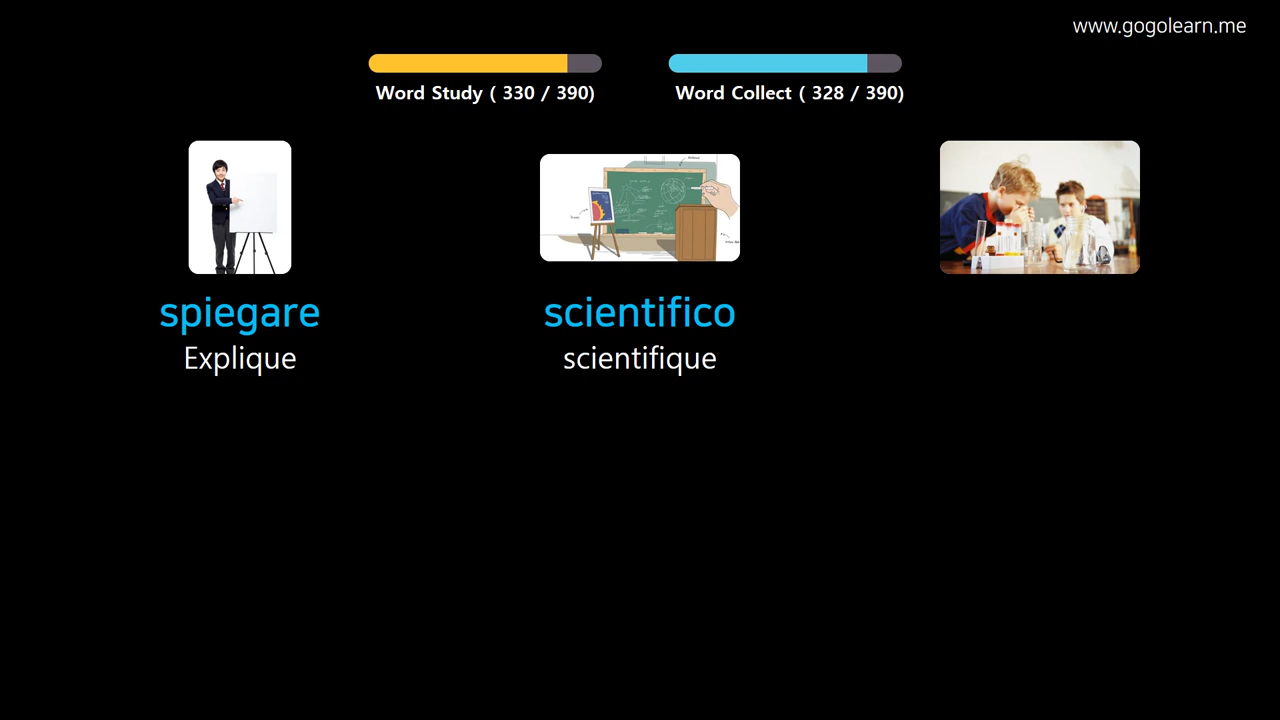 www.gogolearn.me
Word Study ( 330 / 390)
Word Collect ( 328 / 390)
spiegare
scientifico
Explique
scientifique